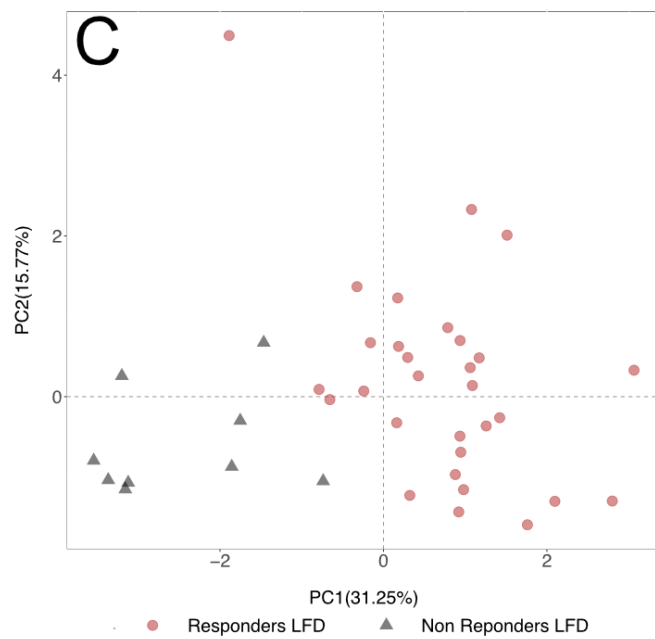 C
4
2
0
PC2(15.77%)
−2 0 2
PC1(31.25%)
Responders LFD Non Reponders LFD